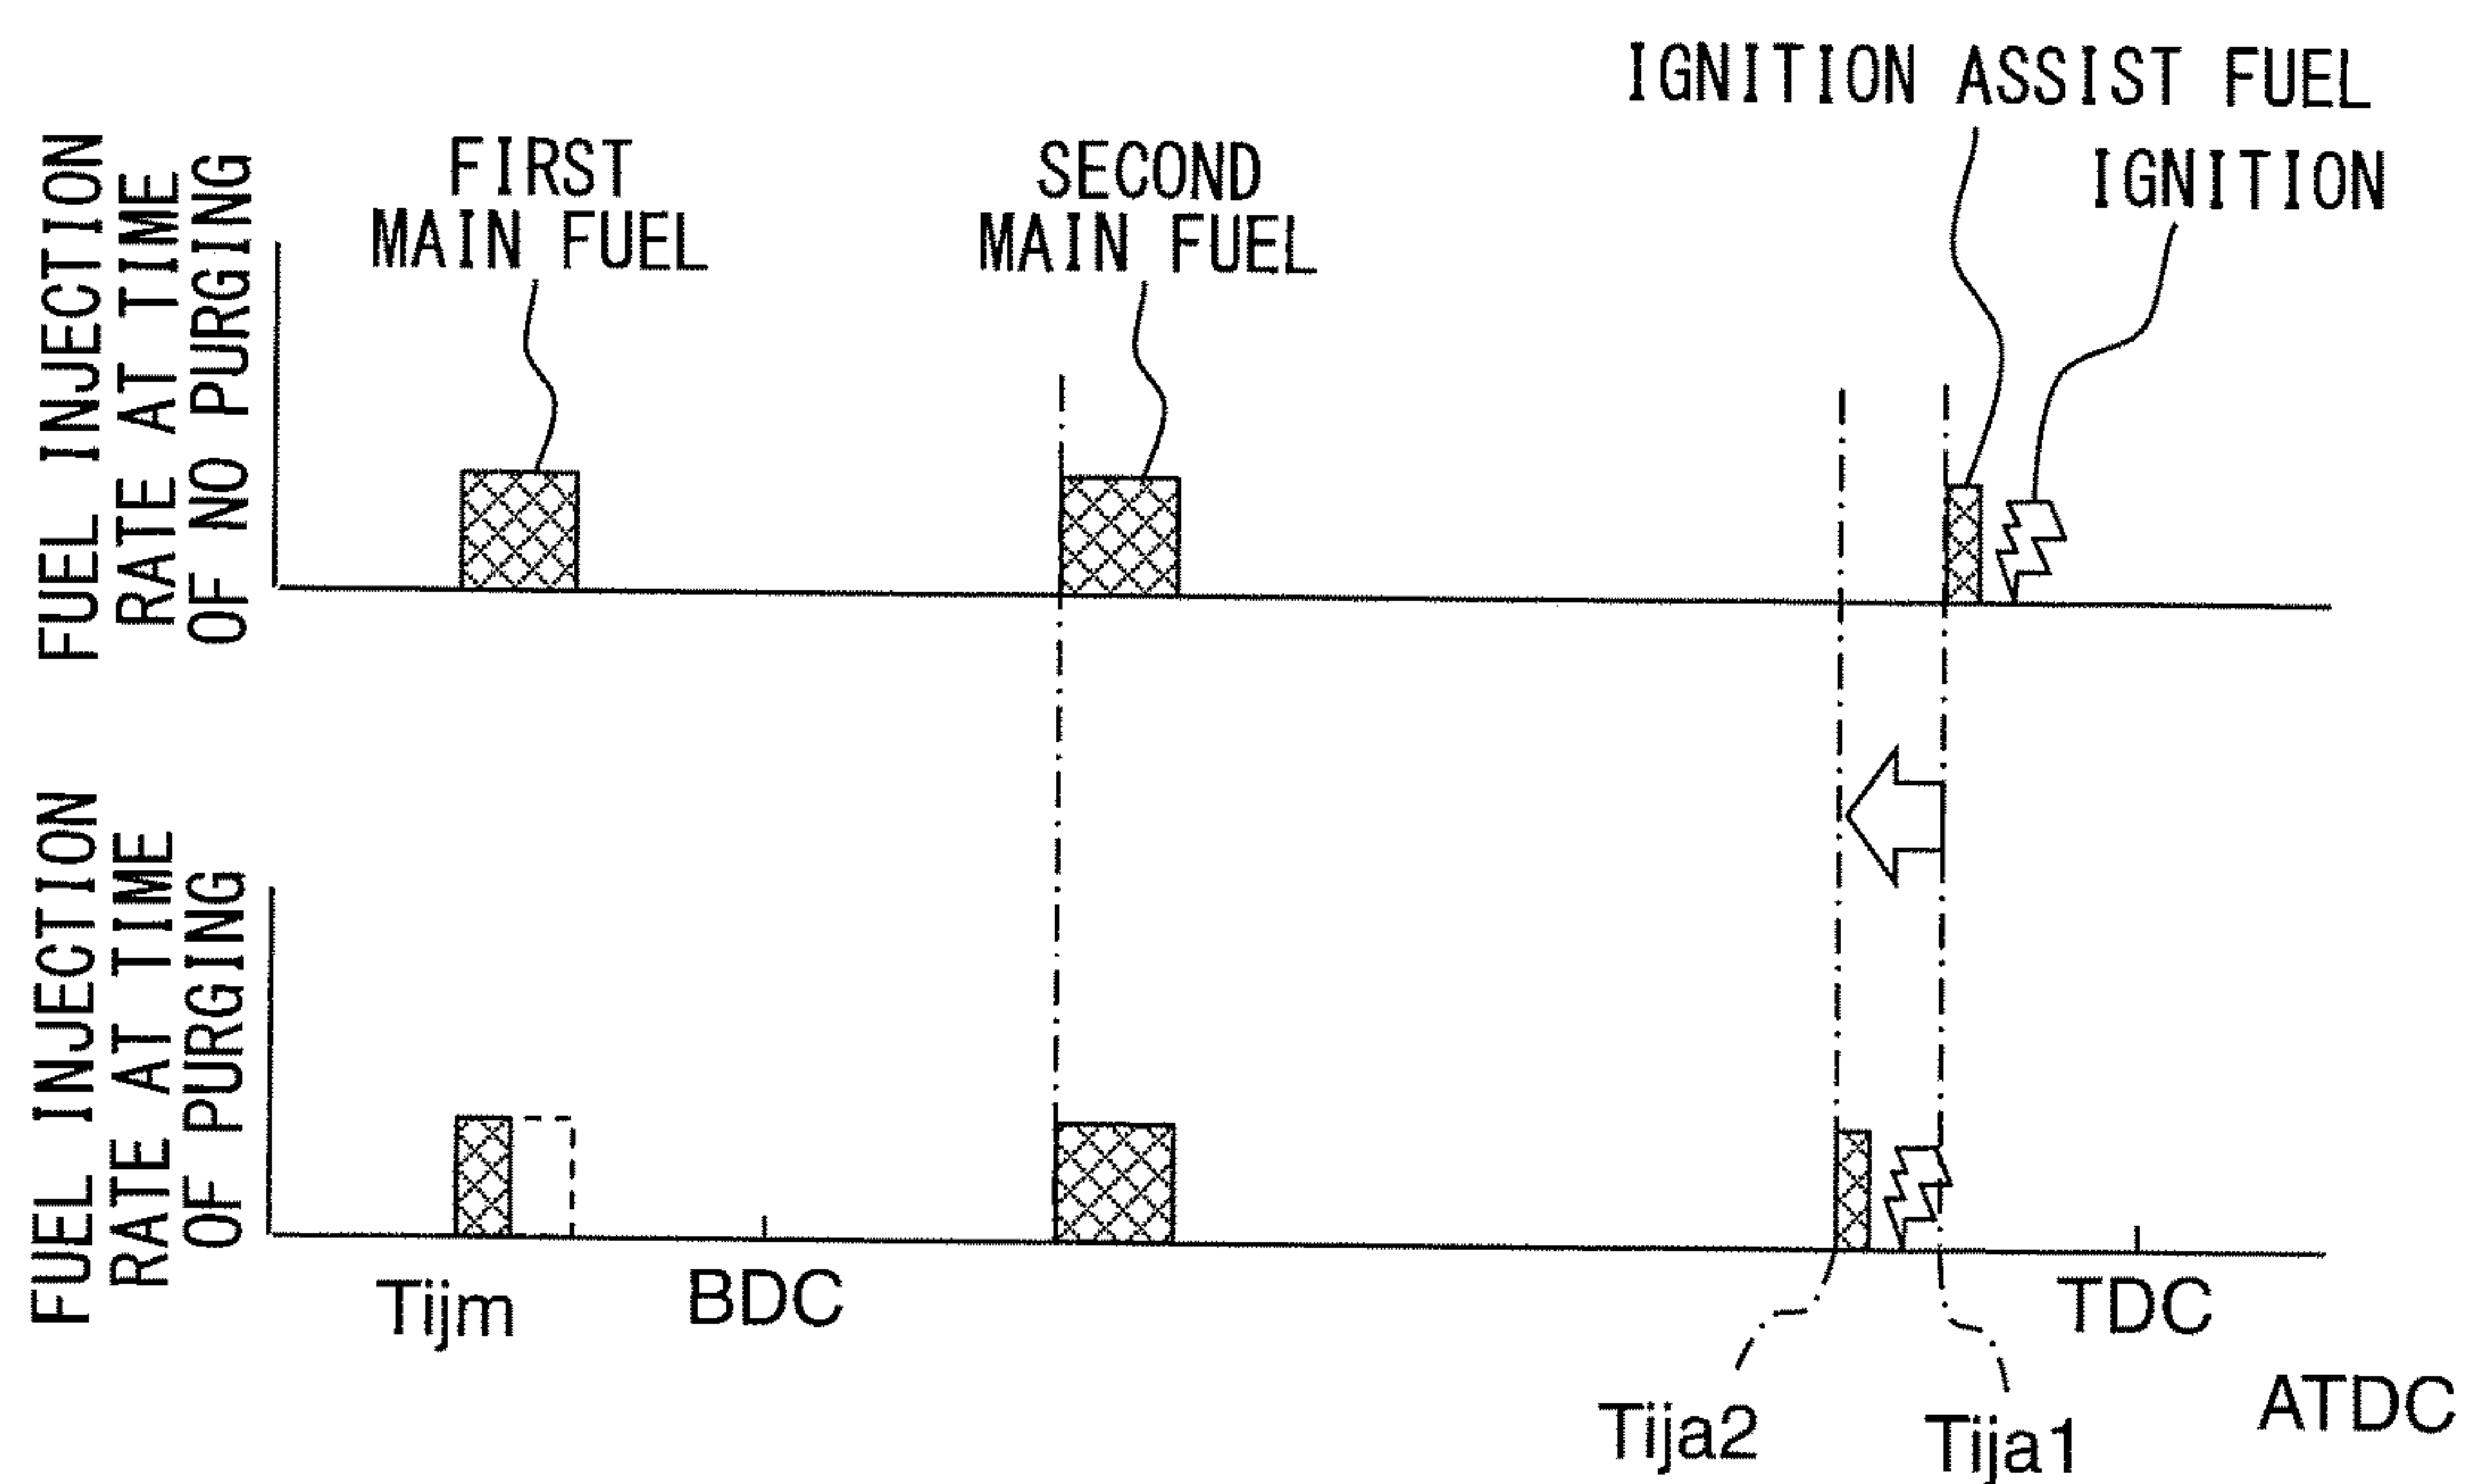 FUEL INJECTION
RATE AT TIME
OF NO PURGING
FIRST
MAIN FUEL
SECOND
MAIN FUEL
IGNITION ASSIST FUEL
IGNITION
FUEL INJECTION
RATE AT TIME
OF PURGING
Tijm
BDC
TDC
Tija2
Tija1
ATDC